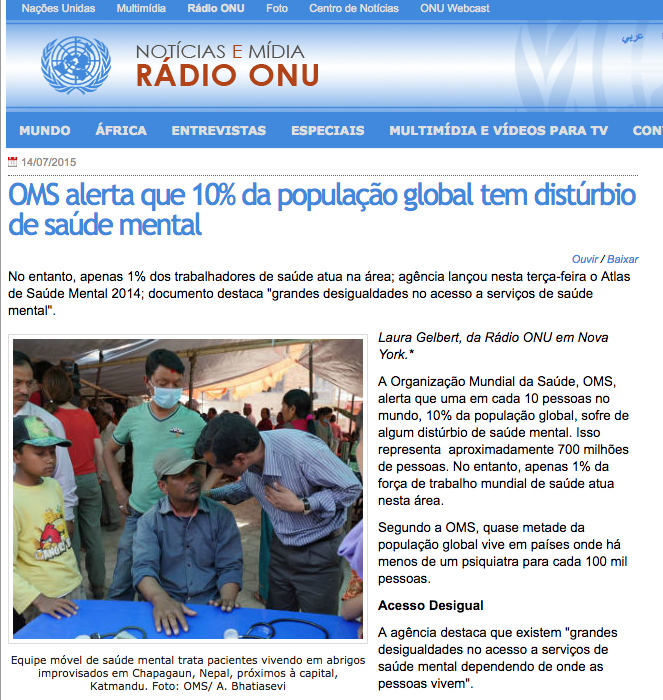 Nações Unidas Multimídia Rádio ONU Foto Centro de Notícias ONU Webcast
عربي
NOTÍCIAS E MÍDIA
RÁDIO ONU
MUNDO ÁFRICA ENTREVISTAS ESPECIAIS MULTIMÍDIA E VÍDEOS PARA TV CON
14/07/2015
OMS alerta que 10% da população global tem distúrbio
de saúde mental
Ouvir / Baixar
No entanto, apenas 1% dos trabalhadores de saúde atua na área; agência lançou nesta terça-feira o Atlas
de Saúde Mental 2014; documento destaca "grandes desigualdades no acesso a serviços de saúde
mental".
Laura Gelbert, da Rádio ONU em Nova
York.*
A Organização Mundial da Saúde, OMS,
alerta que uma em cada 10 pessoas no
mundo, 10% da população global, sofre de
algum distúrbio de saúde mental. Isso
representa aproximadamente 700 milhões
de pessoas. No entanto, apenas 1% da
força de trabalho mundial de saúde atua
nesta área.
Segundo a OMS, quase metade da
população global vive em países onde há
menos de um psiquiatra para cada 100 mil
pessoas.
Acesso Desigual
A agência destaca que existem "grandes
desigualdades no acesso a serviços de
saúde mental dependendo de onde as
pessoas vivem".
Equipe móvel de saúde mental trata pacientes vivendo em abrigos
improvisados em Chapagaun, Nepal, próximos à capital,
Katmandu. Foto: OMS/ A. Bhatiasevi